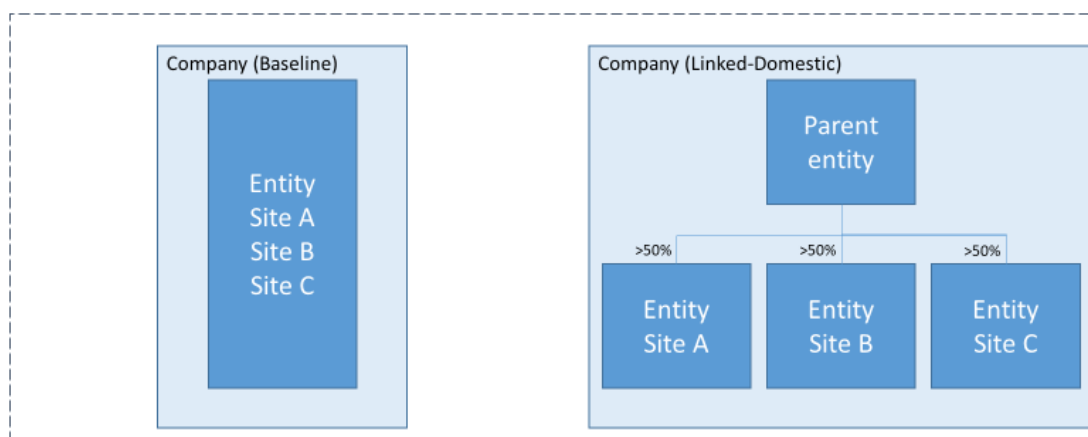 Company (Baseline)
Entity
Site A
Site B
Site C
Company (Linked-Domestic)
Parent
entity
>50%
>50%
>50%
Entity
Site A
Entity
Site B
Entity
Site C